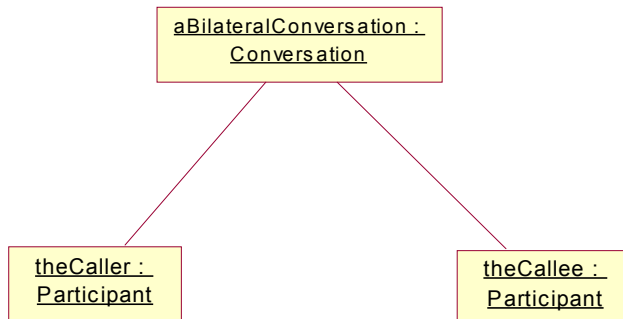 aBilateralConversation :
Conversation
theCaller :
Participant
theCallee :
Participant